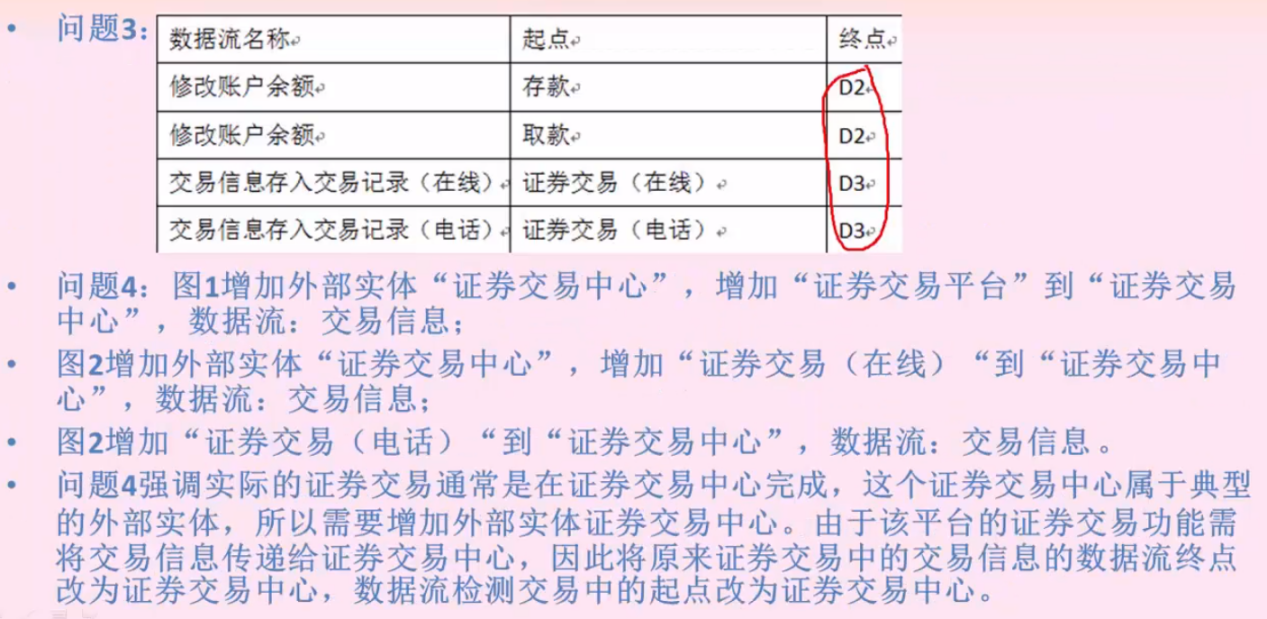 • 问题3：
数据流名称 起点 终点
修改账户余额 存款 D2
修改账户余额 取款 D2
交易信息存入交易记录（在线） 证券交易（在线） D3
交易信息存入交易记录（电话） 证券交易（电话） D3
• 问题4：图1增加外部实体“证券交易中心”，增加“证券交易平台”到“证券交易
中心”，数据流：交易信息；
• 图2增加外部实体“证券交易中心”，增加“证券交易（在线）“到“证券交易中
心”，数据流：交易信息；
• 图2增加“证券交易（电话）“到“证券交易中心”，数据流：交易信息。
• 问题4强调实际的证券交易通常是在证券交易中心完成，这个证券交易中心属于典型
的外部实体，所以需要增加外部实体证券交易中心。由于该平台的证券交易功能需
将交易信息传递给证券交易中心，因此将原来证券交易中的交易信息的数据流终点
改为证券交易中心，数据流检测交易中的起点改为证券交易中心。